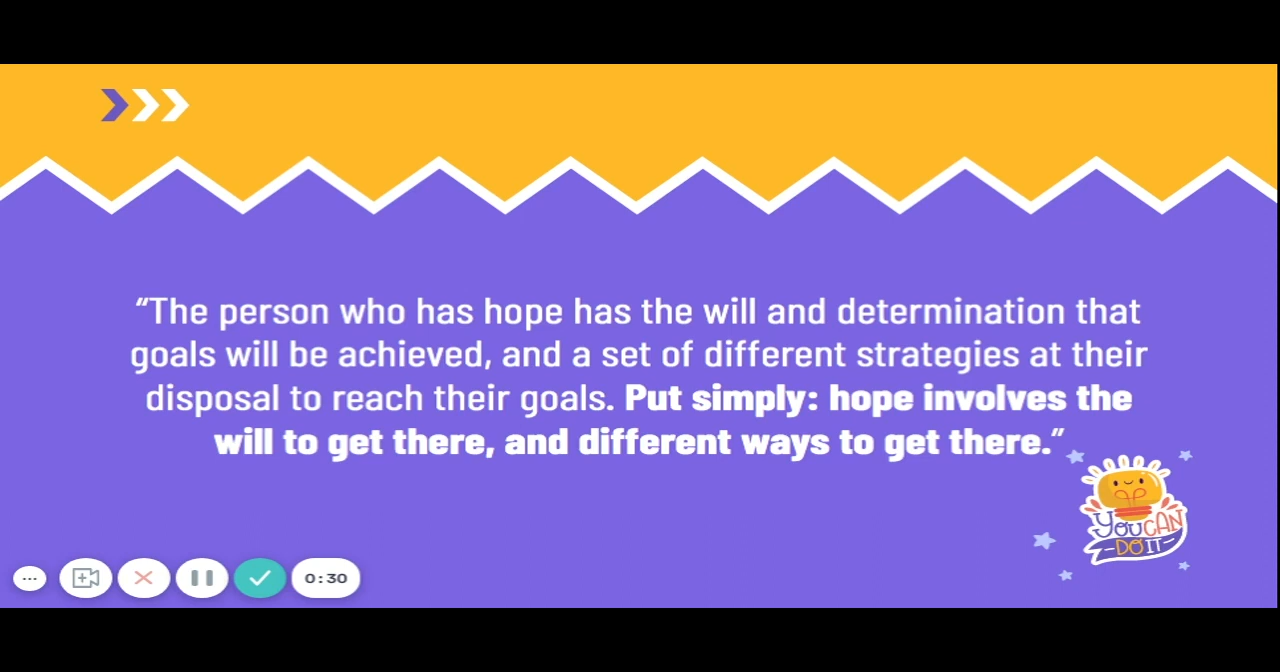 “The person who has hope has the will and determination that
goals will be achieved, and a set of different strategies at their
disposal to reach their goals. Put simply: hope involves the
will to get there, and different ways to get there.”
YOU CAN
-DO IT-
0:30